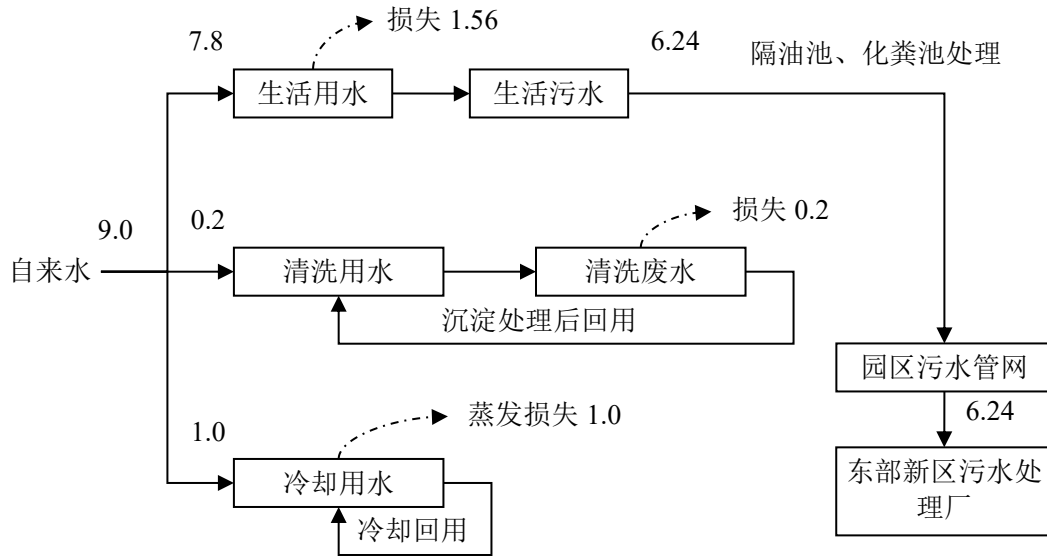 损失 1.56
7.8
6.24
隔油池、化粪池处理
生活用水
生活污水
损失 0.2
0.2
9.0
自来水
清洗用水
清洗废水
沉淀处理后回用
园区污水管网
6.24
蒸发损失 1.0
1.0
冷却用水
东部新区污水处
理厂
冷却回用